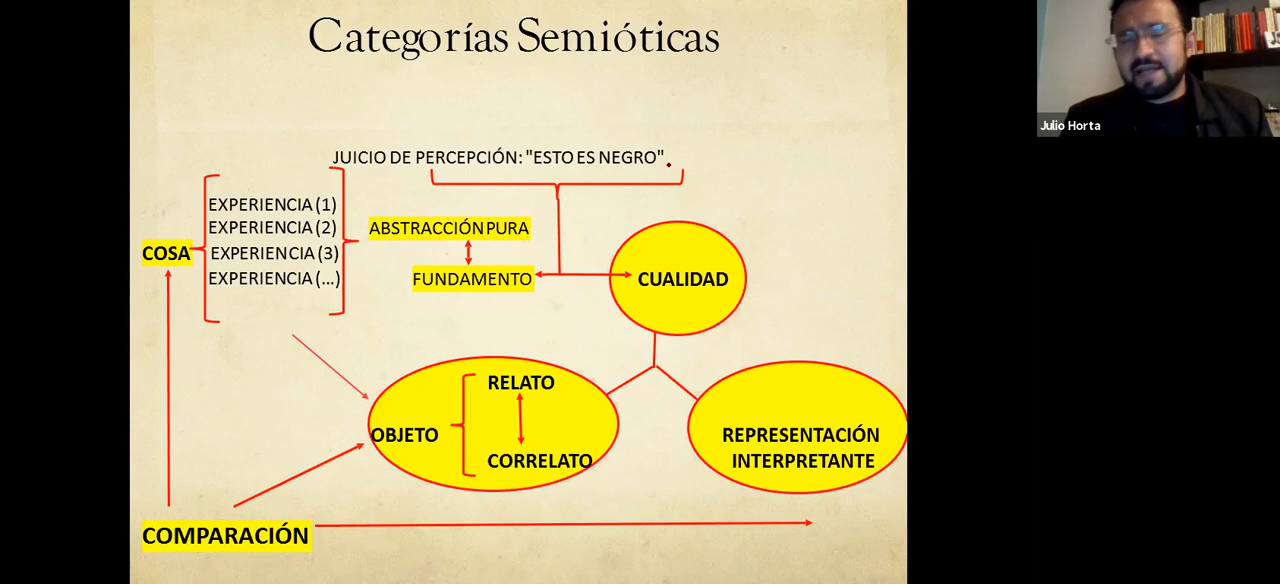 Categorías Semióticas
Julio Horta
JUICIO DE PERCEPCIÓN: "ESTO ES NEGRO".
EXPERIENCIA (1)
EXPERIENCIA (2)
EXPERIENCIA (3)
EXPERIENCIA (...)
COSA
ABSTRACCIÓN PURA
FUNDAMENTO
CUALIDAD
OBJETO
RELATO
CORRELATO
REPRESENTACIÓN
INTERPRETANTE
COMPARACIÓN